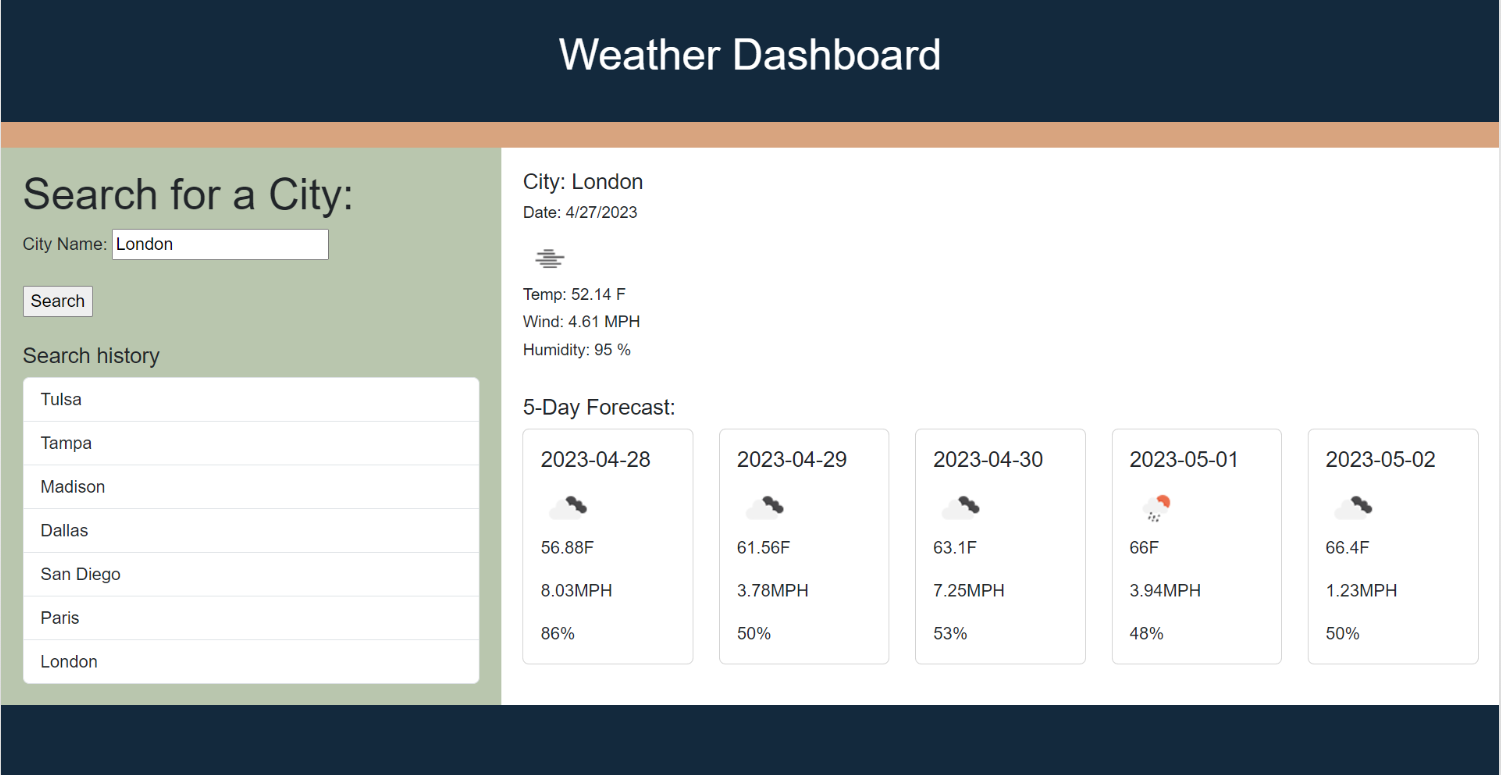 Weather Dashboard
Search for a City:
City Name: London
Search
Search history
Tulsa
Tampa
Madison
Dallas
San Diego
Paris
London
City: London
Date: 4/27/2023
Temp: 52.14 F
Wind: 4.61 MPH
Humidity: 95 %
5-Day Forecast:
2023-04-28
56.88F
8.03MPH
86%
2023-04-29
61.56F
3.78MPH
50%
2023-04-30
63.1F
7.25MPH
53%
2023-05-01
66F
3.94MPH
48%
2023-05-02
66.4F
1.23MPH
50%